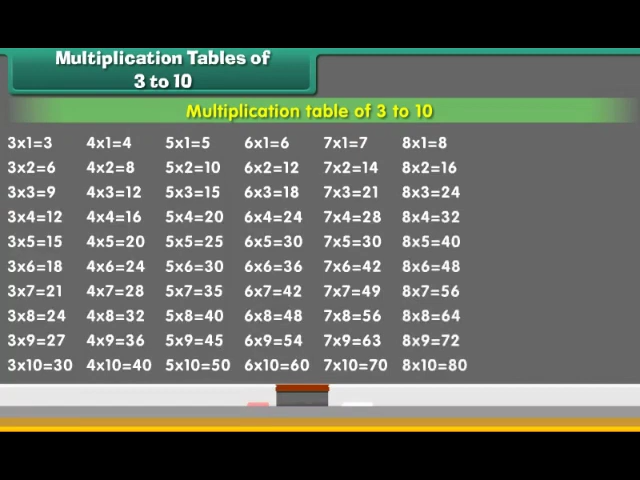 Multiplication Tables of
3 to 10
Multiplication table of 3 to 10
3x1=3 4x1=4 5x1=5 6x1=6 7x1=7 8x1=8
3x2=6 4x2=8 5x2=10 6x2=12 7x2=14 8x2=16
3x3=9 4x3=12 5x3=15 6x3=18 7x3=21 8x3=24
3x4=12 4x4=16 5x4=20 6x4=24 7x4=28 8x4=32
3x5=15 4x5=20 5x5=25 6x5=30 7x5=30 8x5=40
3x6=18 4x6=24 5x6=30 6x6=36 7x6=42 8x6=48
3x7=21 4x7=28 5x7=35 6x7=42 7x7=49 8x7=56
3x8=24 4x8=32 5x8=40 6x8=48 7x8=56 8x8=64
3x9=27 4x9=36 5x9=45 6x9=54 7x9=63 8x9=72
3x10=30 4x10=40 5x10=50 6x10=60 7x10=70 8x10=80